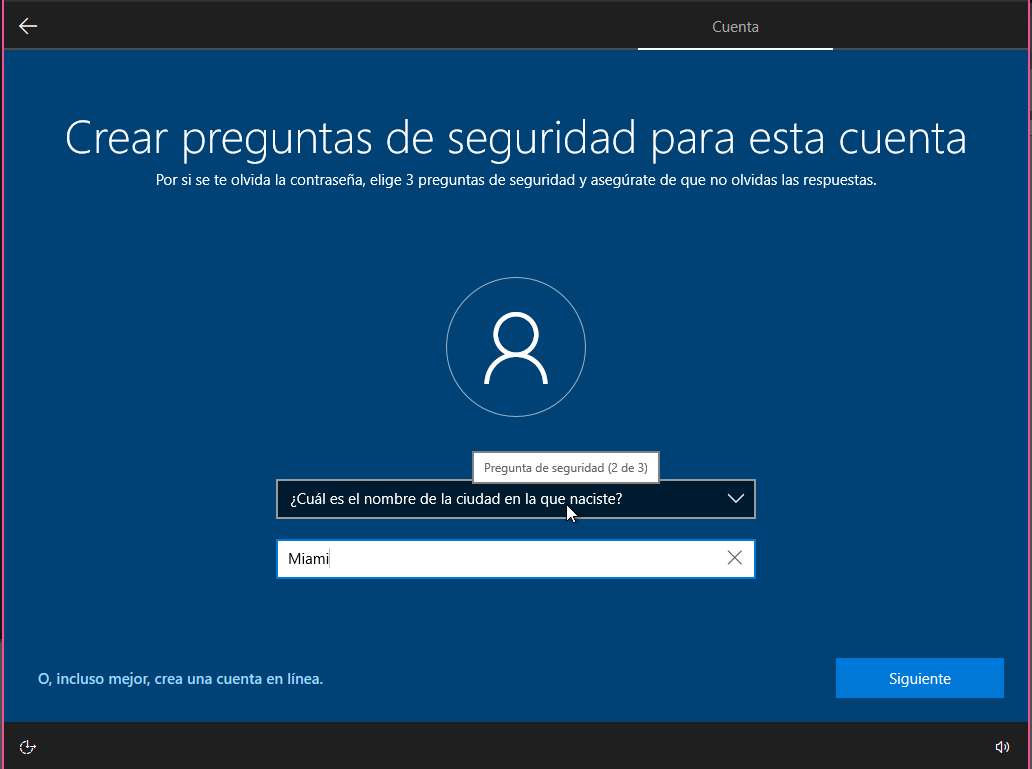 Cuenta
Crear preguntas de seguridad para esta cuenta
Por si se te olvida la contraseña, elige 3 preguntas de seguridad y asegúrate de que no olvidas las respuestas.
Pregunta de seguridad (2 de 3)
¿Cuál es el nombre de la ciudad en la que naciste?
Miami
O, incluso mejor, crea una cuenta en línea.
Siguiente